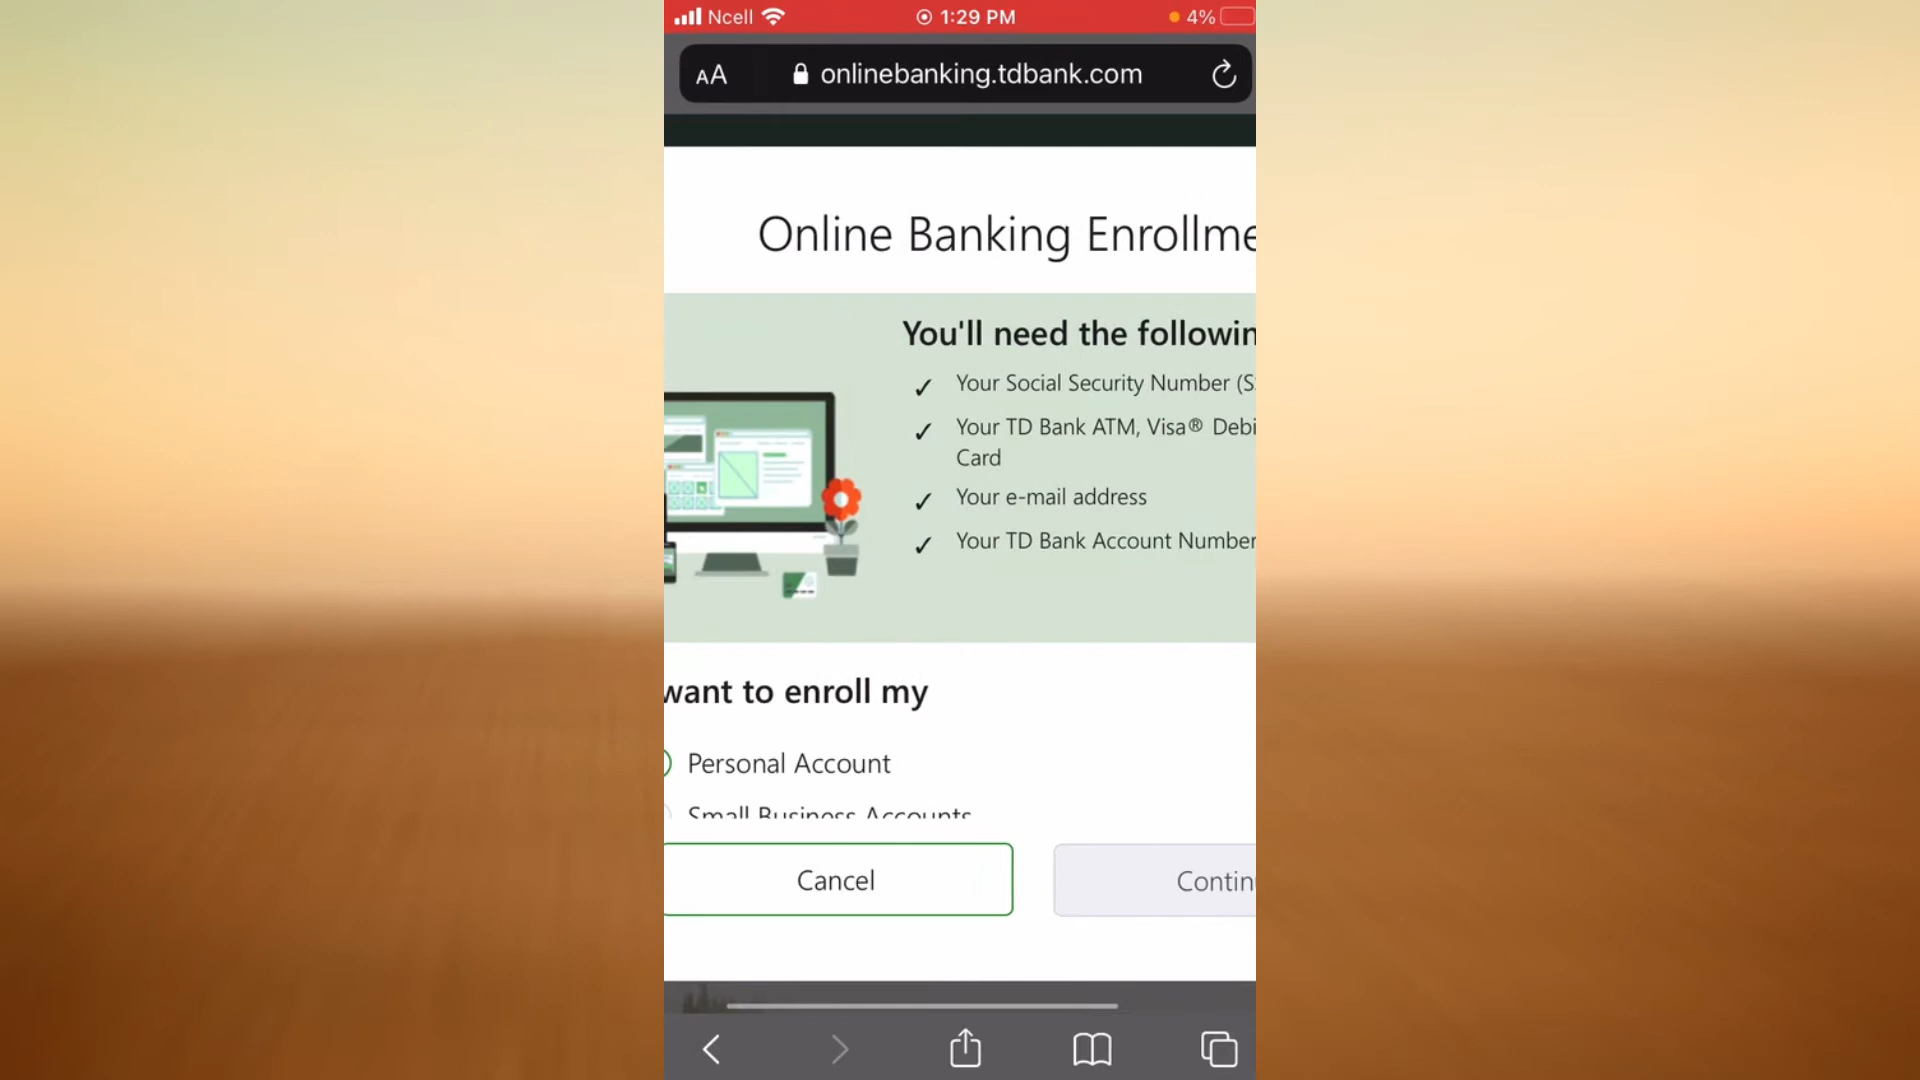 Ncell 1:29 PM 4%
AA onlinebanking.tdbank.com
Online Banking Enrollme
You'll need the followin
Your Social Security Number (S
Your TD Bank ATM, Visa® Debi
Card
Your e-mail address
Your TD Bank Account Number
want to enroll my
Personal Account
Small Business Accounts
Cancel Contin